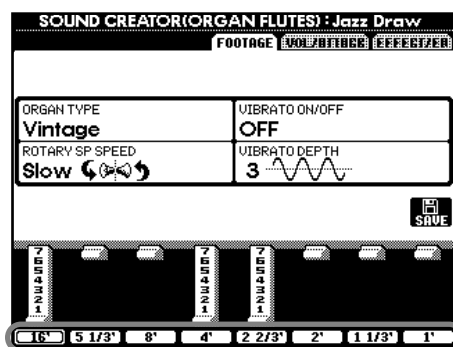 SOUND CREATOR(ORGAN FLUTES) : Jazz Draw
FOOTAGE VOL/ATTACK EFFECT/EQ
ORGAN TYPE
Vintage
VIBRATO ON/OFF
OFF
ROTARY SP SPEED
Slow
VIBRATO DEPTH
3
SAVE
7 7 7
6 6 6
5 5 5
4 4 4
3 3 3
2 2 2
1 1 1
16' 5 1/3' 8' 4' 2 2/3' 2' 1 1/3' 1'